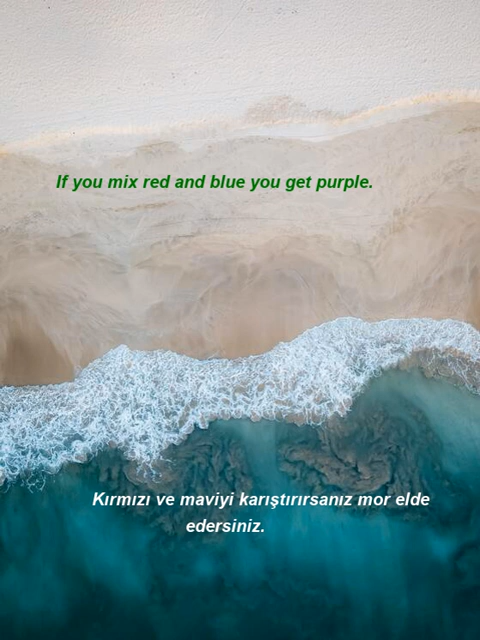 If you mix red and blue you get purple.
Kırmızı ve maviyi karıştırırsanız mor elde
edersiniz.